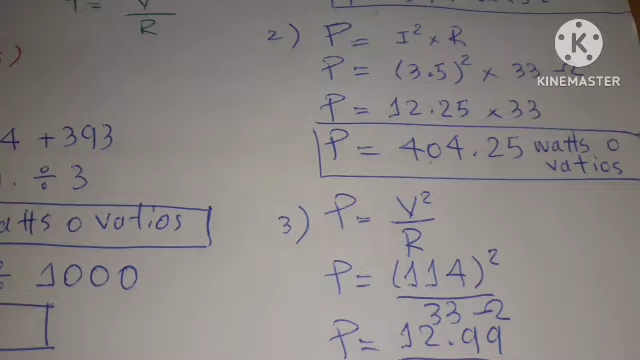 V
R
2) P = I² × R
P = (3.5)² × 33 Ω
P = 12.25 × 33
P = 404.25 watts o
vatios
KINEMASTER
4 + 393
÷ 3
atts o vatios
÷ 1000
3) P = V²
R
P = (114)²
33 Ω
P = 12.99